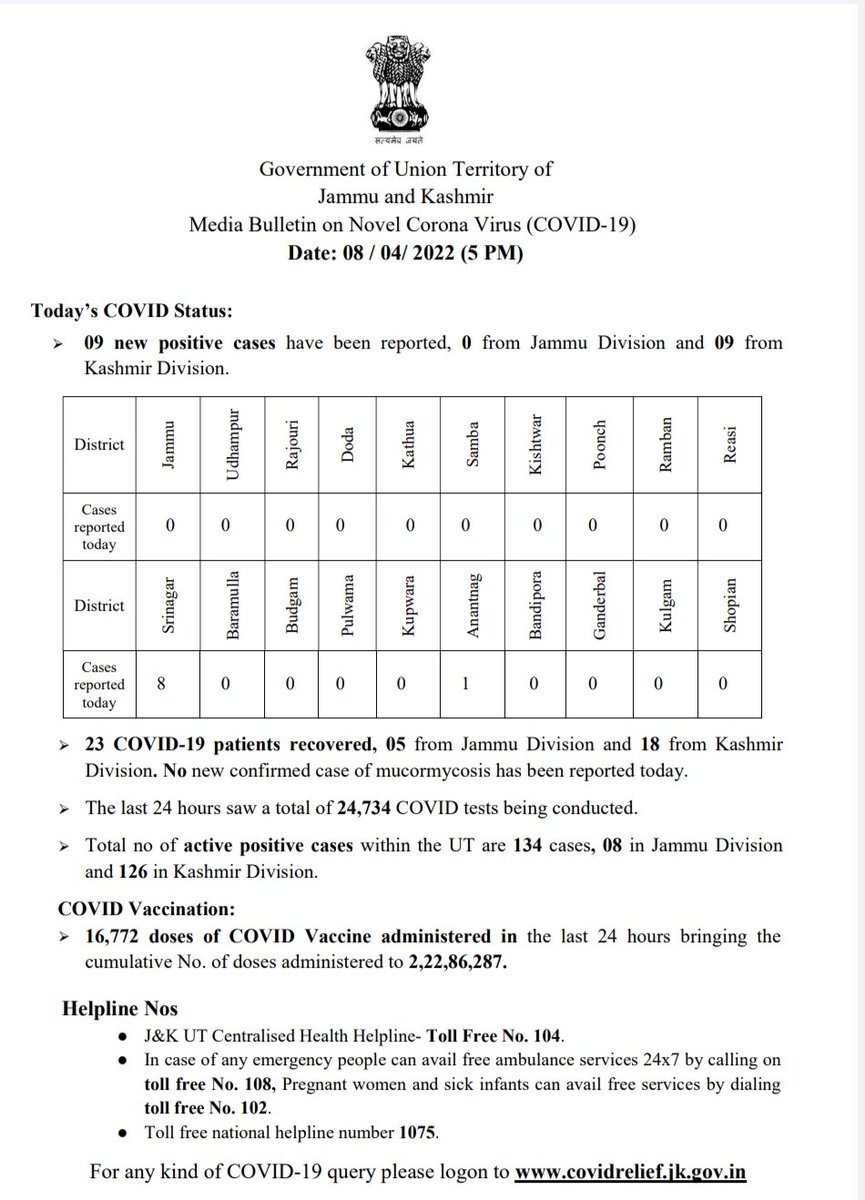 सत्यमेव जयते
Government of Union Territory of
Jammu and Kashmir
Media Bulletin on Novel Corona Virus (COVID-19)
Date: 08 / 04/ 2022 (5 PM)
Today’s COVID Status:
➢ 09 new positive cases have been reported, 0 from Jammu Division and 09 from
Kashmir Division.
District Jammu Udhampur Rajouri Doda Kathua Samba Kishtwar Poonch Ramban Reasi
Cases
reported
today
0 0 0 0 0 0 0 0 0 0
District Srinagar Baramulla Budgam Pulwama Kupwara Anantnag Bandipora Ganderbal Kulgam Shopian
Cases
reported
today
8 0 0 0 0 1 0 0 0 0
➢ 23 COVID-19 patients recovered, 05 from Jammu Division and 18 from Kashmir
Division. No new confirmed case of mucormycosis has been reported today.
➢ The last 24 hours saw a total of 24,734 COVID tests being conducted.
➢ Total no of active positive cases within the UT are 134 cases, 08 in Jammu Division
and 126 in Kashmir Division.
COVID Vaccination:
➢ 16,772 doses of COVID Vaccine administered in the last 24 hours bringing the
cumulative No. of doses administered to 2,22,86,287.
Helpline Nos
● J&K UT Centralised Health Helpline- Toll Free No. 104.
● In case of any emergency people can avail free ambulance services 24x7 by calling on
toll free No. 108, Pregnant women and sick infants can avail free services by dialing
toll free No. 102.
● Toll free national helpline number 1075.
For any kind of COVID-19 query please logon to www.covidrelief.jk.gov.in